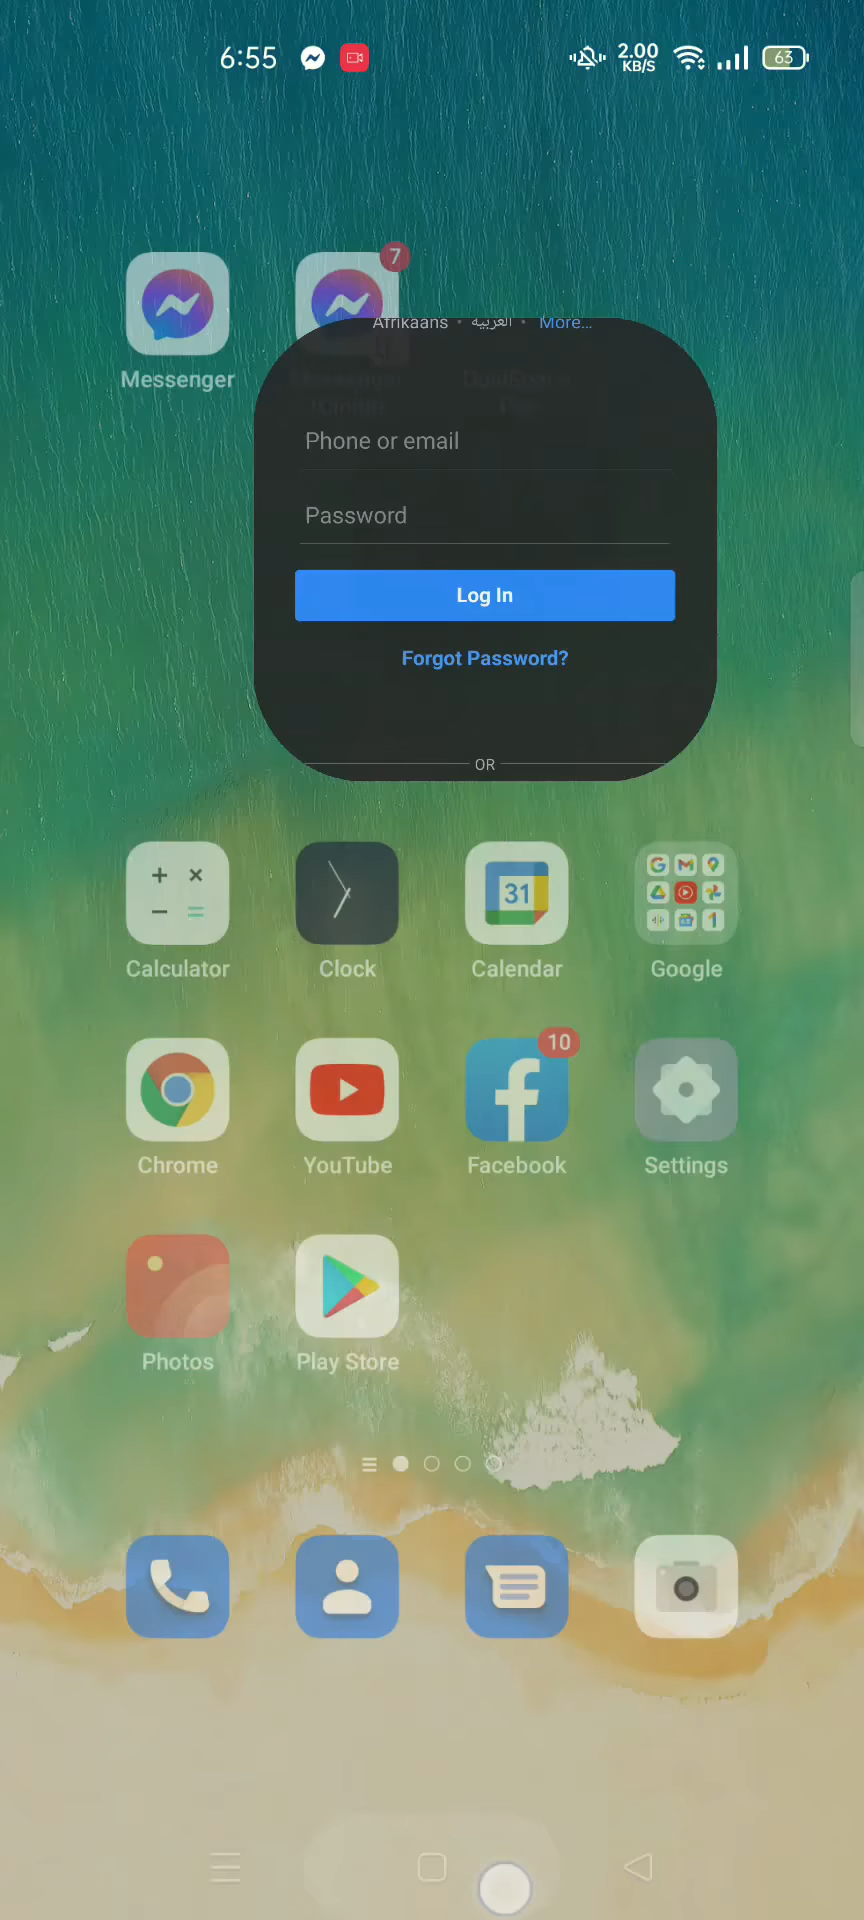 6:55
2.00
KB/S
63
7
Messenger
Afrikaans · العربية · More...
Phone or email
Password
Log In
Forgot Password?
OR
31
Calculator
Clock
Calendar
Google
10
Chrome
YouTube
Facebook
Settings
Photos
Play Store